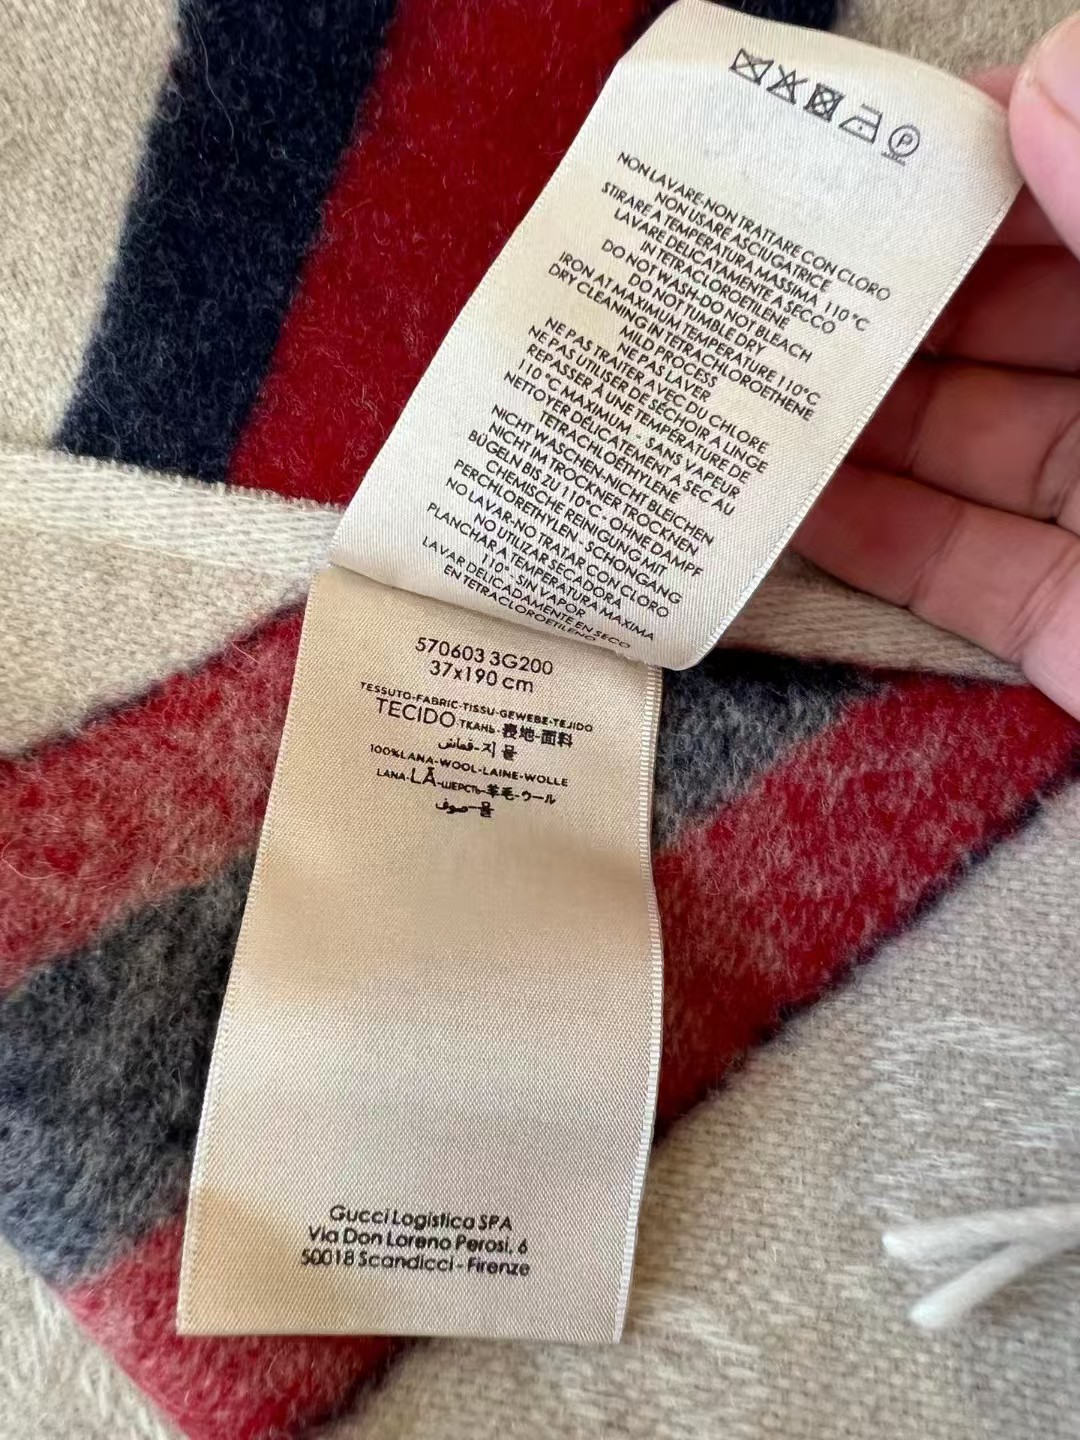 P
NON LAVARE-NON TRATTARE CON CLORO
NON USARE ASCIUGATRICE
STIRARE A TEMPERATURA MASSIMA 110°C
LAVARE DELICATAMENTE A SECCO
IN TETRACLOROETILENE
DO NOT WASH-DO NOT BLEACH
DO NOT TUMBLE DRY
IRON AT MAXIMUM TEMPERATURE 110°C
DRY CLEANING IN TETRACHLOROETHENE
MILD PROCESS
NE PAS LAVER
NE PAS TRAITER AVEC DU CHLORE
NE PAS UTILISER DE SECHOIR A LINGE
REPASSER À UNE TEMPÉRATURE DE
110 °C MAXIMUM - SANS VAPEUR
NETTOYER DÉLICATEMENT A SEC AU
TETRACHLOETHYLENE
NICHT WASCHEN-NICHT BLEICHEN
NICHT IM TROCKNER TROCKNEN
BÜGELN BIS ZU 110°C - OHNE DAMPF
CHEMISCHE REINIGUNG MIT
PERCHLORETHYLEN - SCHONGANG
NO LAVAR-NO TRATAR CON CLORO
NO UTILIZAR SECADORA
PLANCHAR A TEMPERATURA MAXIMA
110°- SIN VAPOR
LAVAR DELICADAMENTE EN SECO
EN TETRACLOROETILENO
570603 3G200
37x190 cm
TESSUTO-FABRIC-TISSU-GEWEBE-TEJIDO
TECIDO-ТКАНЬ-表地-面料
قماش-지물
100%LANA-WOOL-LAINE-WOLLE
LANA-LÃ-ШЕРСТЬ-羊毛-ウール
صوف-울
Gucci Logistica SPA
Via Don Loreno Perosi, 6
50018 Scandicci - Firenze